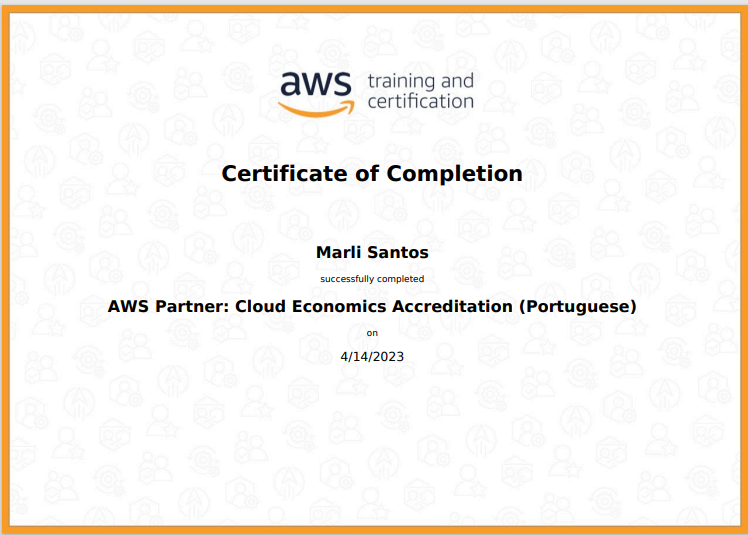 aws training and
certification
Certificate of Completion
Marli Santos
successfully completed
AWS Partner: Cloud Economics Accreditation (Portuguese)
on
4/14/2023